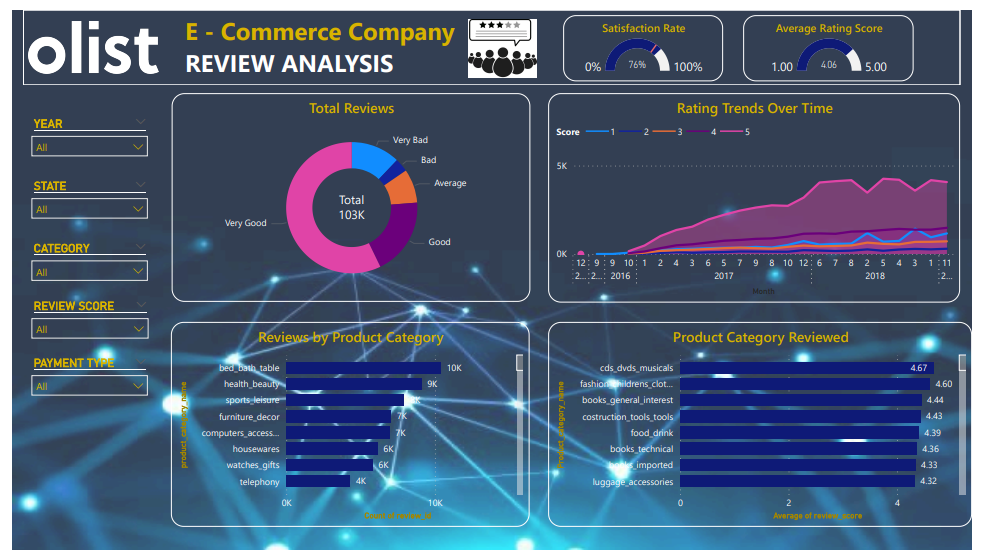 olist
E - Commerce Company
REVIEW ANALYSIS
Satisfaction Rate
0%
76%
100%
Average Rating Score
1.00
4.06
5.00
YEAR
All
STATE
All
CATEGORY
All
REVIEW SCORE
All
PAYMENT TYPE
All
Total Reviews
Very Bad
Bad
Average
Good
Very Good
Total
103K
Rating Trends Over Time
Score 1 2 3 4 5
5K
0K
12 9 9 10 1 2 4 3 6 5 7 9 8 10 12 6 7 8 5 2 4 3 1 11
2... 2... 2016 2017 2018 2...
Month
Reviews by Product Category
product_category_name
bed_bath_table 10K
health_beauty 9K
sports_leisure
furniture_decor 7K
computers_access... 7K
housewares 6K
watches_gifts 6K
telephony 4K
0K 10K
Product Category Reviewed
product_category_name
cds_dvds_musicals 4.67
fashion_childrens_clot... 4.60
books_general_interest 4.44
costruction_tools_tools 4.43
food_drink 4.39
books_technical 4.36
books_imported 4.33
luggage_accessories 4.32
0 2 4
Average of review_score